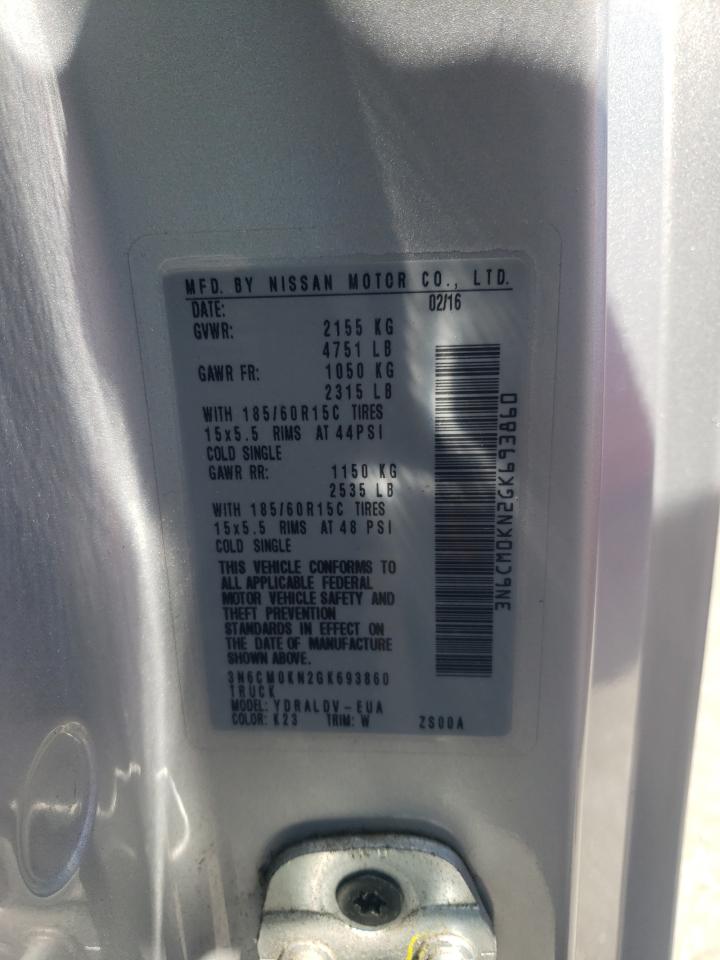 MFD. BY NISSAN MOTOR CO., LTD.
DATE: 02/16
GVWR: 2155 KG
4751 LB
GAWR FR: 1050 KG
2315 LB
WITH 185/60R15C TIRES
15x5.5 RIMS AT 44PSI
COLD SINGLE
GAWR RR: 1150 KG
2535 LB
WITH 185/60R15C TIRES
15x5.5 RIMS AT 48 PSI
COLD SINGLE
THIS VEHICLE CONFORMS TO
ALL APPLICABLE FEDERAL
MOTOR VEHICLE SAFETY AND
THEFT PREVENTION
STANDARDS IN EFFECT ON
THE DATE OF MANUFACTURE
SHOWN ABOVE.
3N6CM0KN2GK693860
TRUCK
MODEL: YDRALDV-EUA
COLOR: K23 TRIM: W ZS00A
3N6CM0KN2GK693860